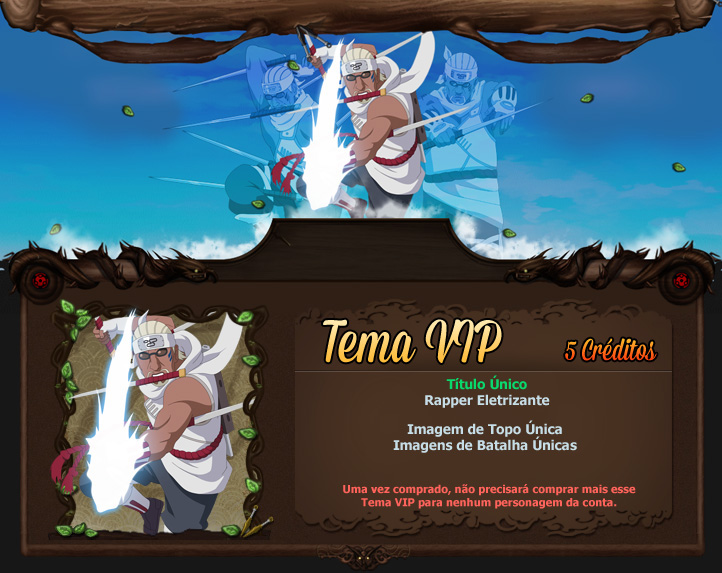 Tema VIP
5 Créditos
Título Único
Rapper Eletrizante
Imagem de Topo Única
Imagens de Batalha Únicas
Uma vez comprado, não precisará comprar mais esse
Tema VIP para nenhum personagem da conta.